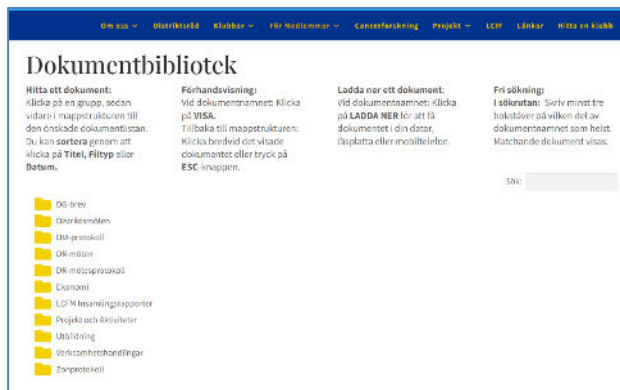 Om oss Distriktsråd Klubbar För Medlemmar Cancerforskning Projekt LCIF Länkar Hitta en klubb
Dokumentbibliotek
Hitta ett dokument:
Klicka på en grupp, sedan
vidare i mappstrukturen till
den önskade dokumentlistan.
Du kan sortera genom att
klicka på Titel, Filtyp eller
Datum.
Förhandsvisning:
Vid dokumentnamnet: Klicka
på VISA.
Tillbaka till mappstrukturen:
Klicka bredvid det visade
dokumentet eller tryck på
ESC-knappen.
Ladda ner ett dokument:
Vid dokumentnamnet: Klicka
på LADDA NER för att få
dokumentet i din dator,
läsplatta eller mobiltelefon.
Fri sökning:
I sökrutan: Skriv minst tre
bokstäver på vilken del av
dokumentnamnet som helst.
Matchande dokument visas.
Sök:
DG-brev
Distriktsmöten
DM-protokoll
DR-möten
DR-mötesprotokoll
Ekonomi
LCFM Insamlingsrapporter
Projekt och Aktiviteter
Utbildning
Verksamhetshandlingar
Zonprotokoll